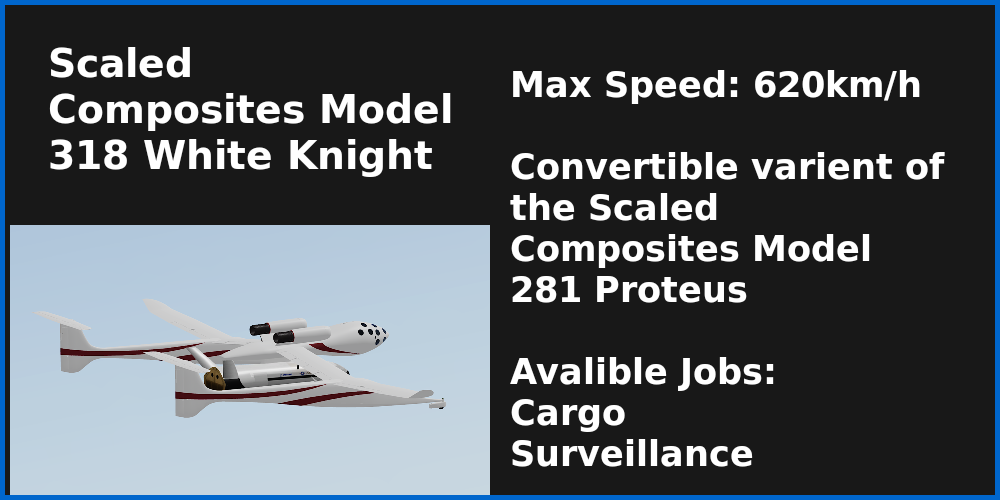 Scaled
Composites Model
318 White Knight
Max Speed: 620km/h
Convertible varient of
the Scaled
Composites Model
281 Proteus
Avalible Jobs:
Cargo
Surveillance